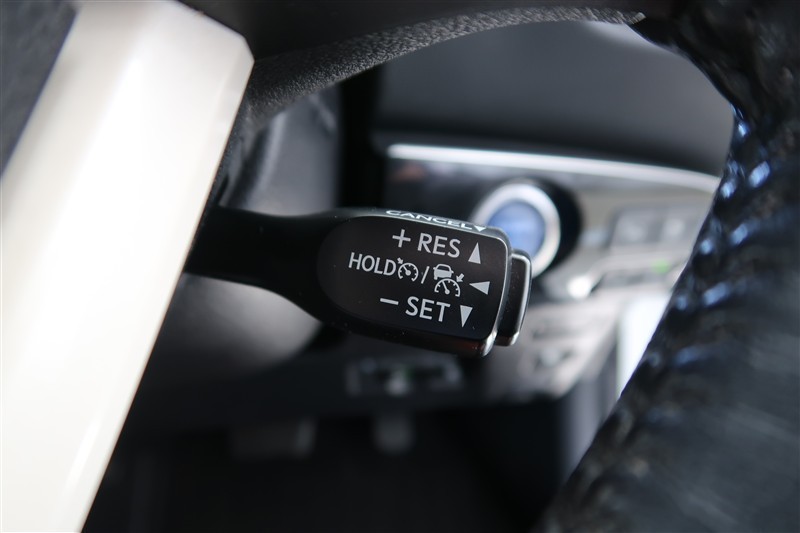 CANCEL▼
+ RES ▲
HOLD / ◀
− SET ▼